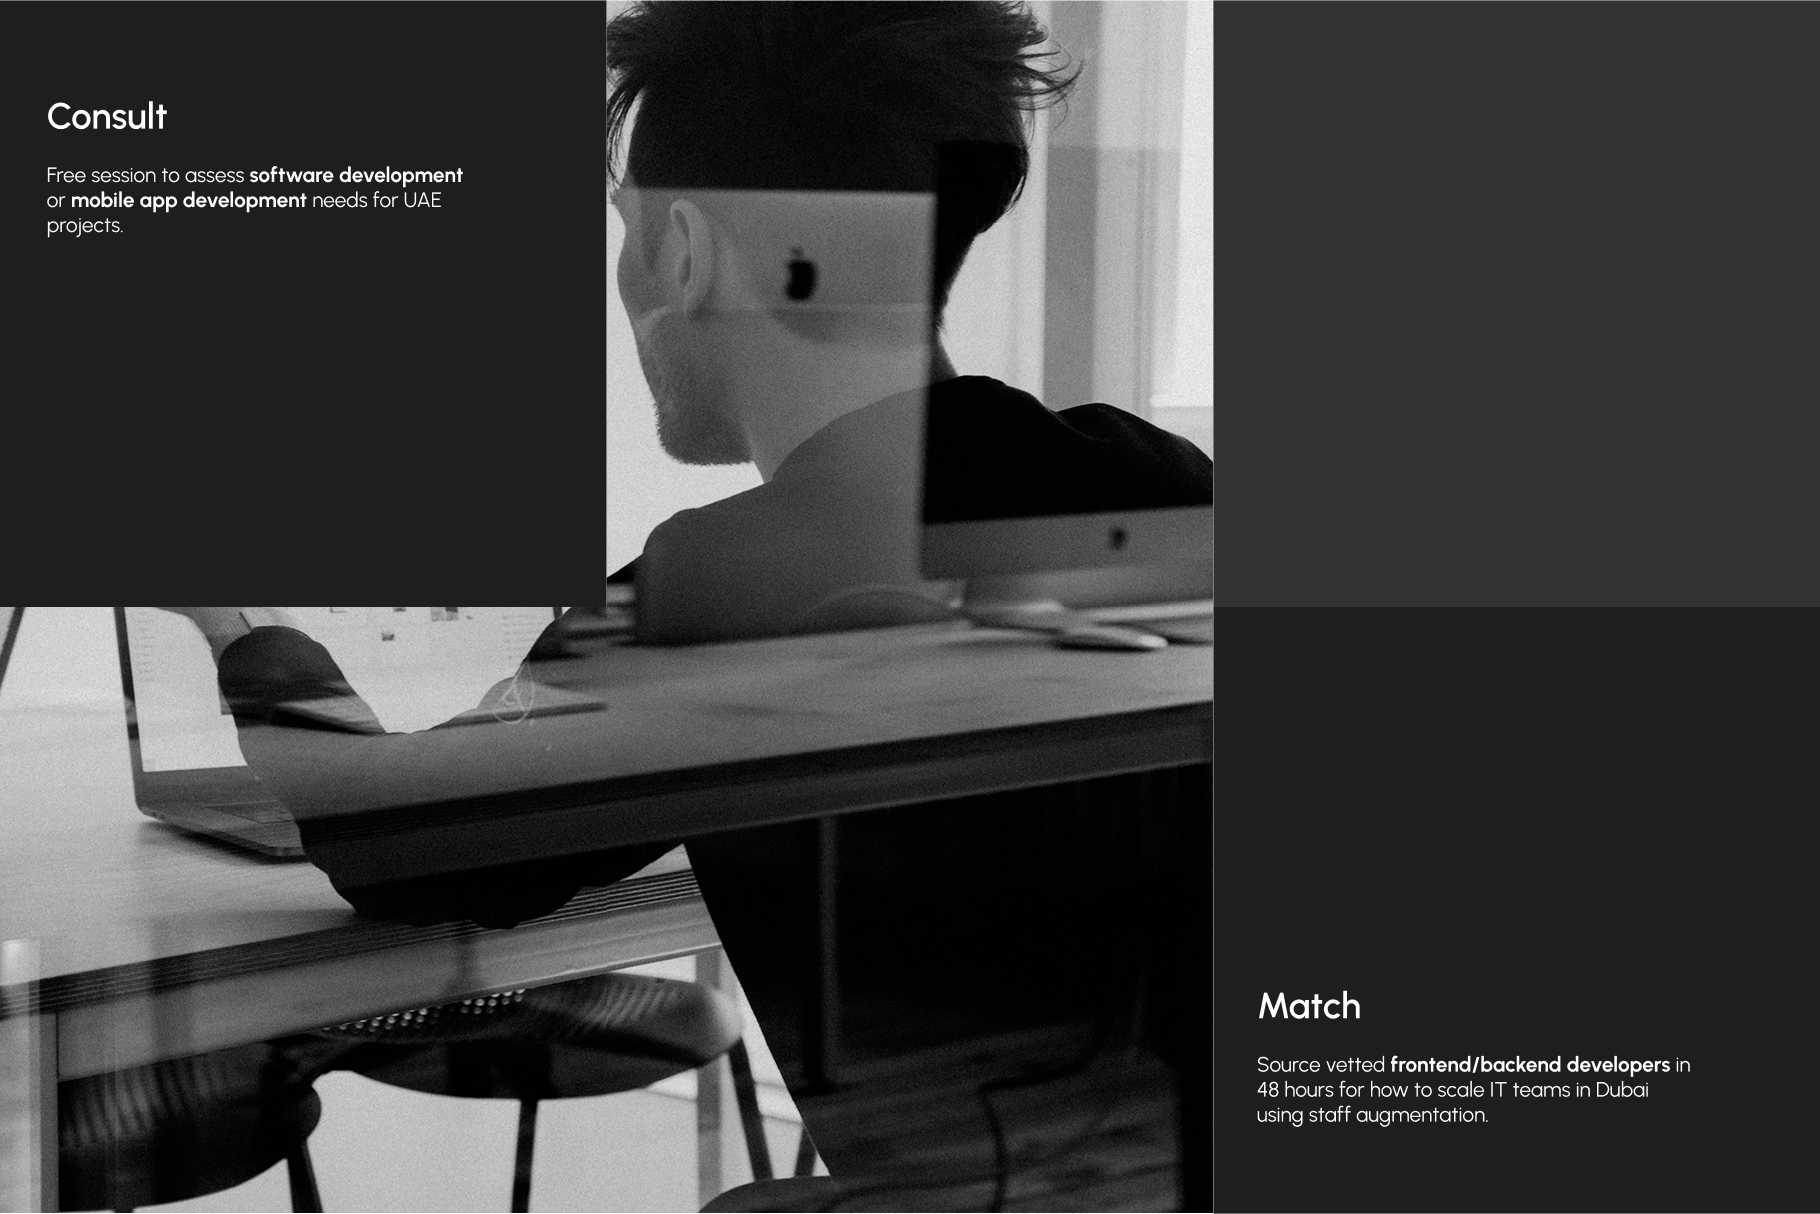 Consult
Free session to assess software development
or mobile app development needs for UAE
projects.
Match
Source vetted frontend/backend developers in
48 hours for how to scale IT teams in Dubai
using staff augmentation.